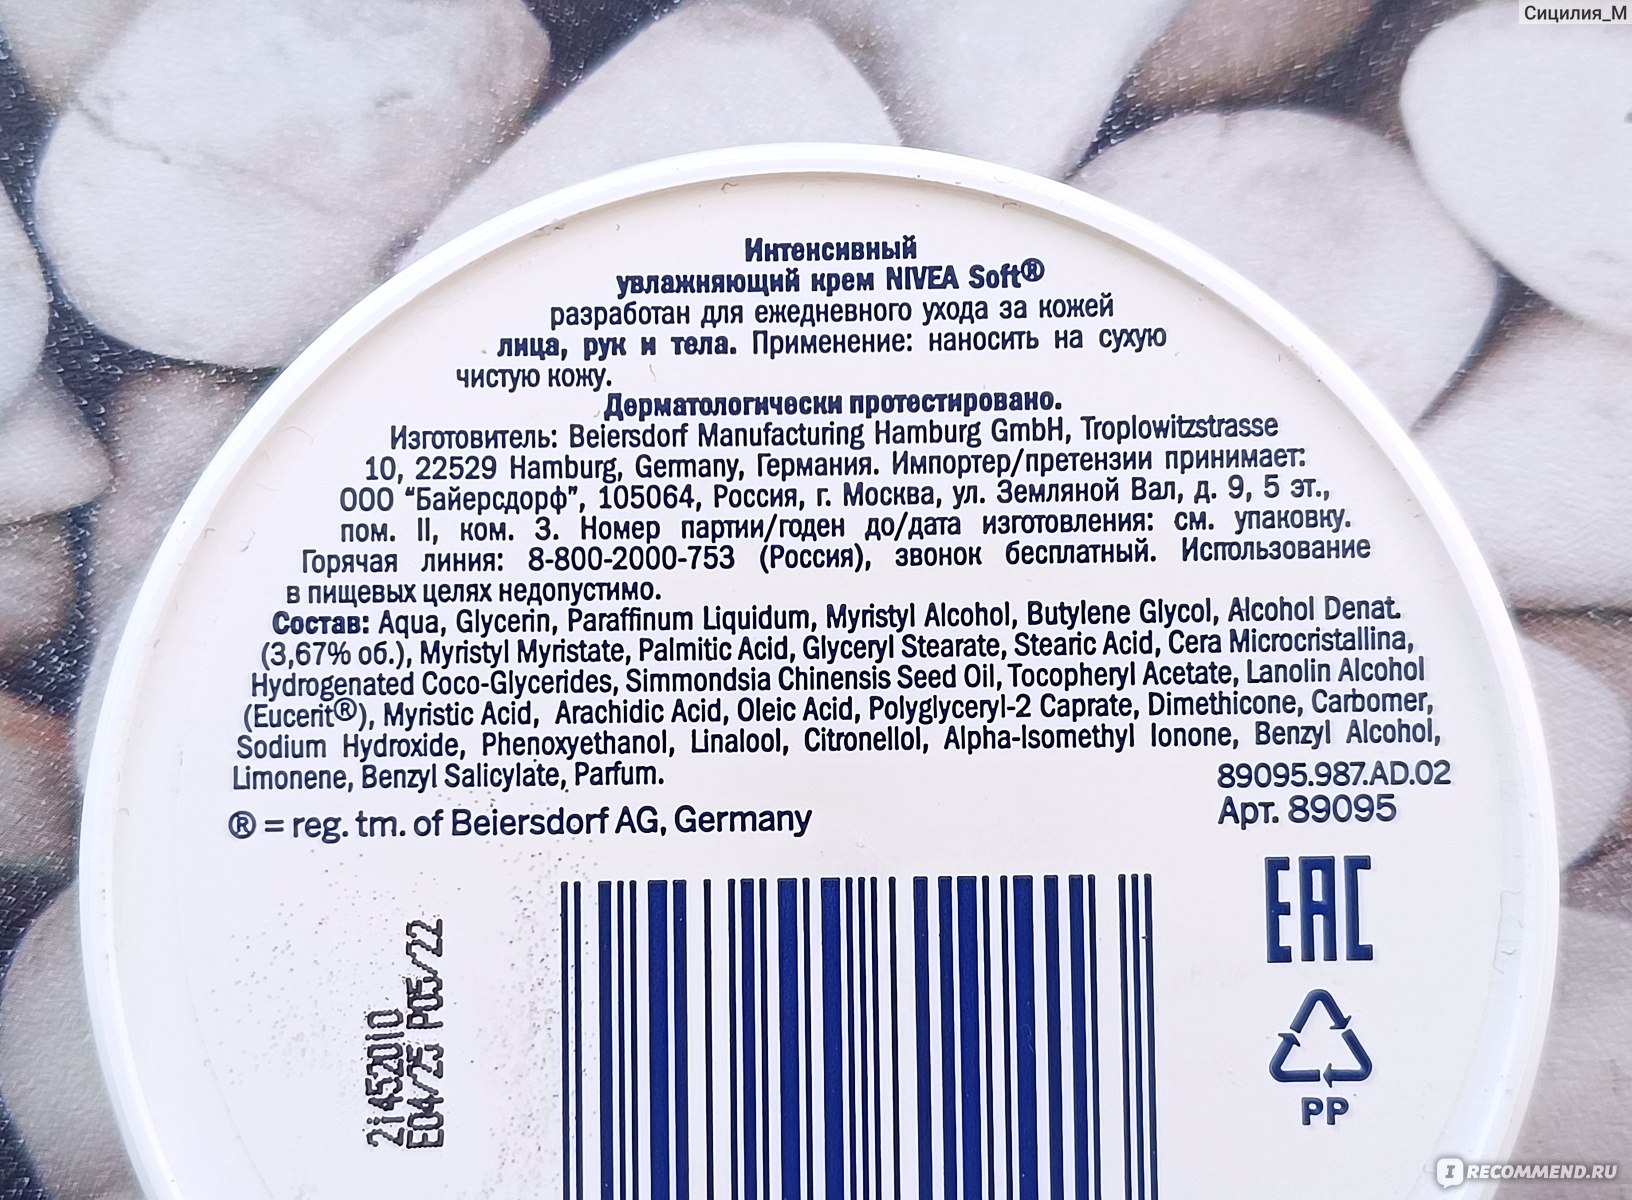 Сицилия_М
Интенсивный
увлажняющий крем NIVEA Soft®
разработан для ежедневного ухода за кожей
лица, рук и тела. Применение: наносить на сухую
чистую кожу.
Дерматологически протестировано.
Изготовитель: Beiersdorf Manufacturing Hamburg GmbH, Troplowitzstrasse
10, 22529 Hamburg, Germany, Германия. Импортер/претензии принимает:
ООО “Байерсдорф”, 105064, Россия, г. Москва, ул. Земляной Вал, д. 9, 5 эт.,
пом. II, ком. 3. Номер партии/годен до/дата изготовления: см. упаковку.
Горячая линия: 8-800-2000-753 (Россия), звонок бесплатный. Использование
в пищевых целях недопустимо.
Состав: Aqua, Glycerin, Paraffinum Liquidum, Myristyl Alcohol, Butylene Glycol, Alcohol Denat.
(3,67% об.), Myristyl Myristate, Palmitic Acid, Glyceryl Stearate, Stearic Acid, Cera Microcristallina,
Hydrogenated Coco-Glycerides, Simmondsia Chinensis Seed Oil, Tocopheryl Acetate, Lanolin Alcohol
(Eucerit®), Myristic Acid, Arachidic Acid, Oleic Acid, Polyglyceryl-2 Caprate, Dimethicone, Carbomer,
Sodium Hydroxide, Phenoxyethanol, Linalool, Citronellol, Alpha-Isomethyl Ionone, Benzyl Alcohol,
Limonene, Benzyl Salicylate, Parfum.
89095.987.AD.02
® = reg. tm. of Beiersdorf AG, Germany
Арт. 89095
EAC
21452010
E04/25 P05/22
PP
IRECOMMEND.RU